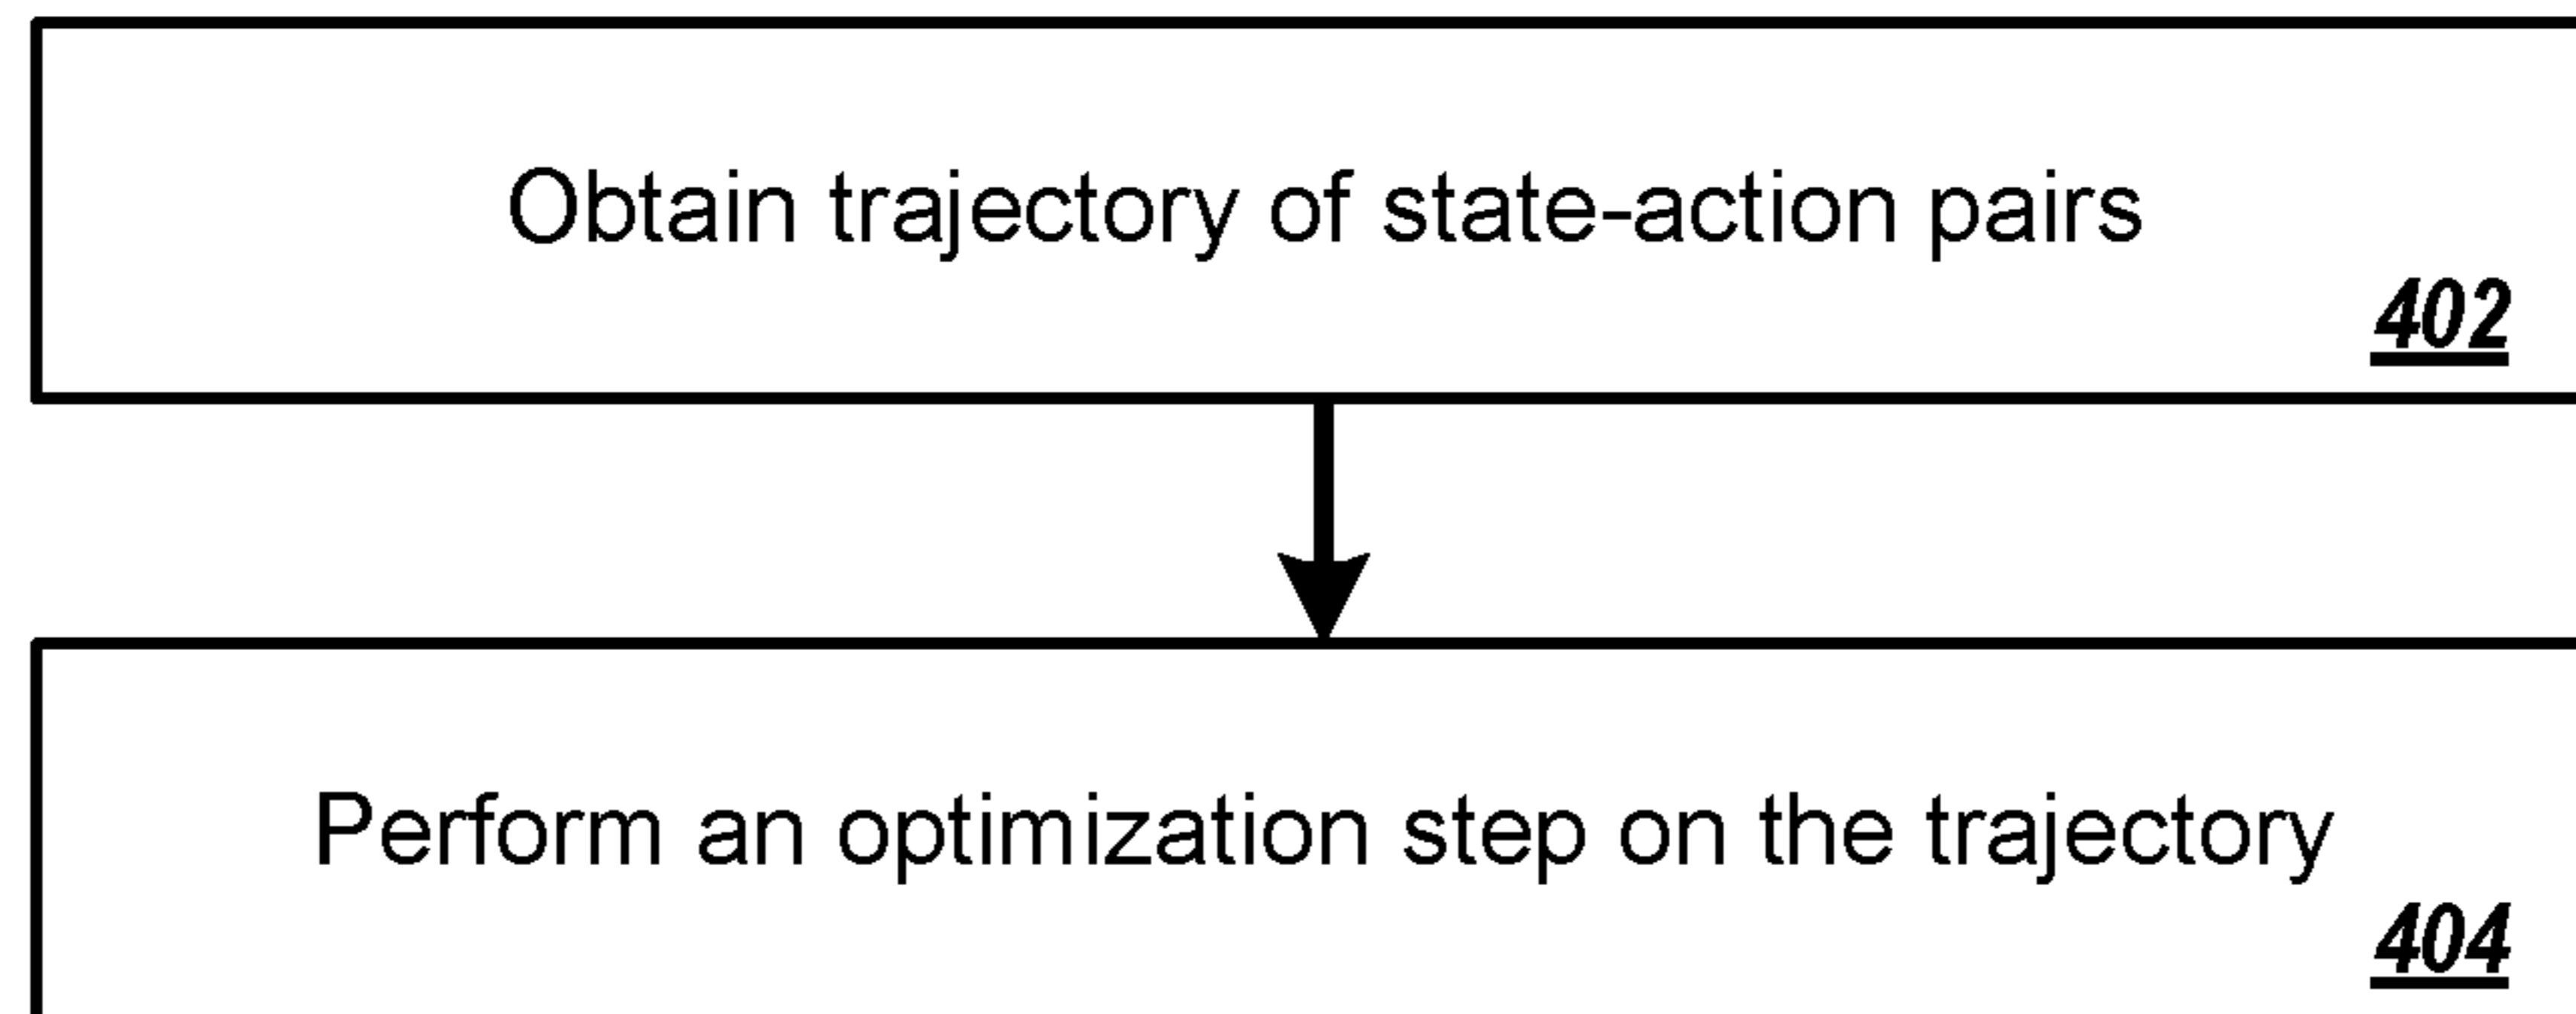 Obtain trajectory of state-action pairs
402
Perform an optimization step on the trajectory
404